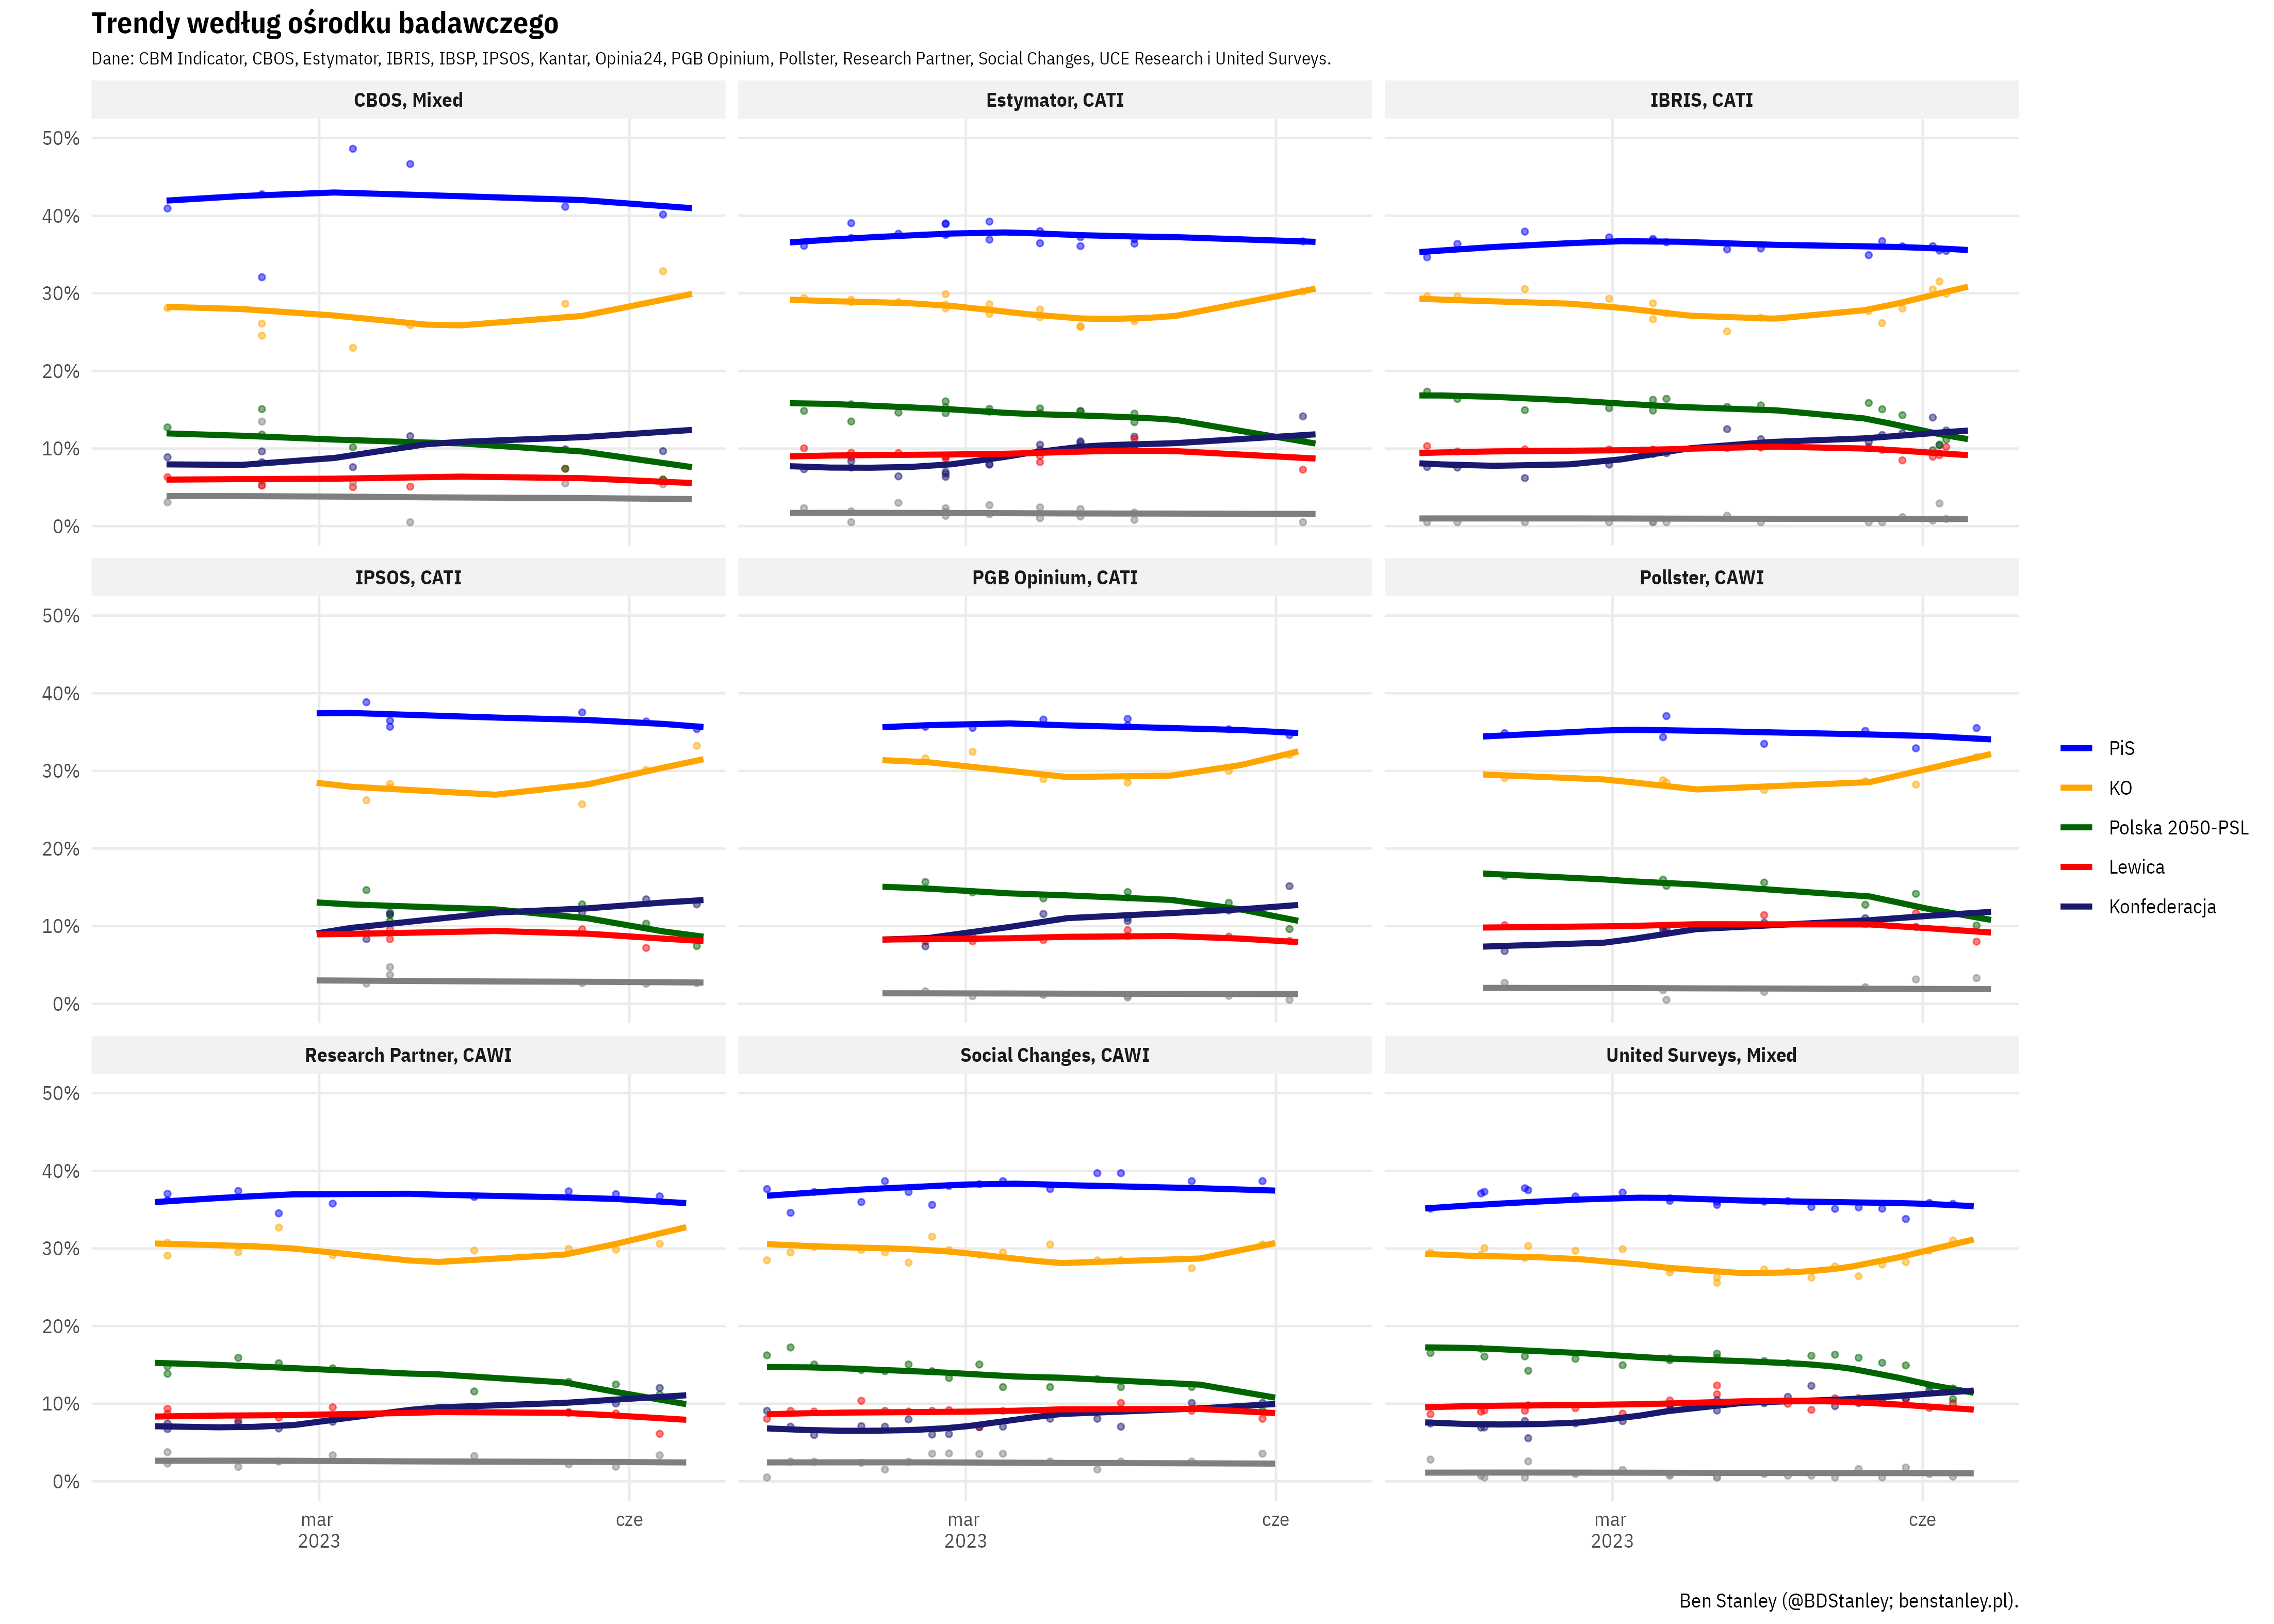 Trendy według ośrodku badawczego
Dane: CBM Indicator, CBOS, Estymator, IBRIS, IBSP, IPSOS, Kantar, Opinia24, PGB Opinium, Pollster, Research Partner, Social Changes, UCE Research i United Surveys.
CBOS, Mixed
Estymator, CATI
IBRIS, CATI
50%
40%
30%
20%
10%
0%
IPSOS, CATI
PGB Opinium, CATI
Pollster, CAWI
50%
40%
30%
20%
10%
0%
PiS
KO
Polska 2050-PSL
Lewica
Konfederacja
Research Partner, CAWI
Social Changes, CAWI
United Surveys, Mixed
50%
40%
30%
20%
10%
0%
mar cze mar cze mar cze
2023 2023 2023
Ben Stanley (@BDStanley; benstanley.pl).